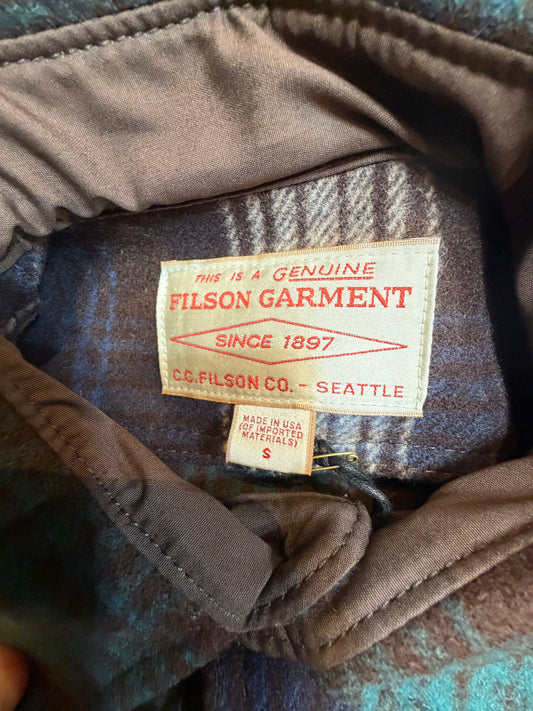 THIS IS A GENUINE
FILSON GARMENT
SINCE 1897
C.C. FILSON CO. - SEATTLE
MADE IN USA
(OF IMPORTED
MATERIALS)
S